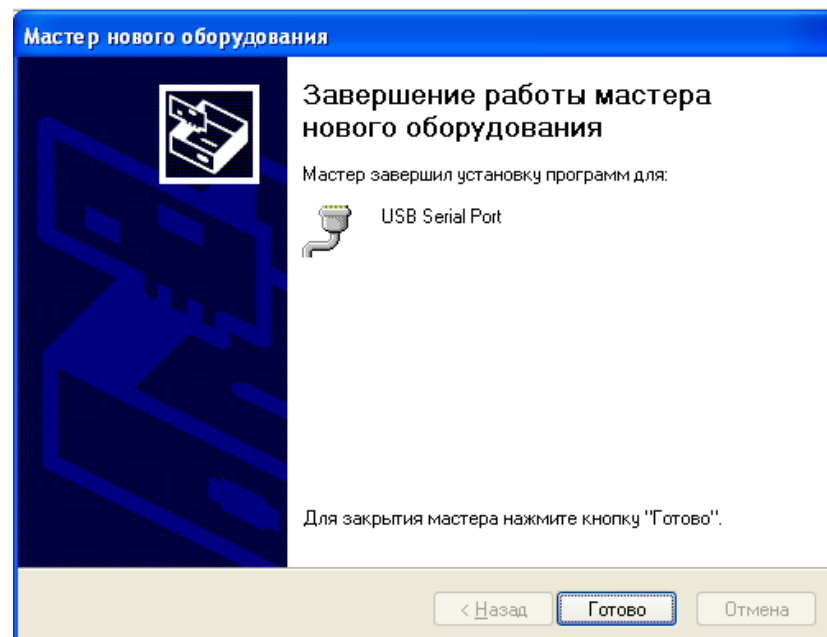 Мастер нового оборудования
Завершение работы мастера
нового оборудования
Мастер завершил установку программ для:
USB Serial Port
Для закрытия мастера нажмите кнопку "Готово".
< Назад Готово Отмена